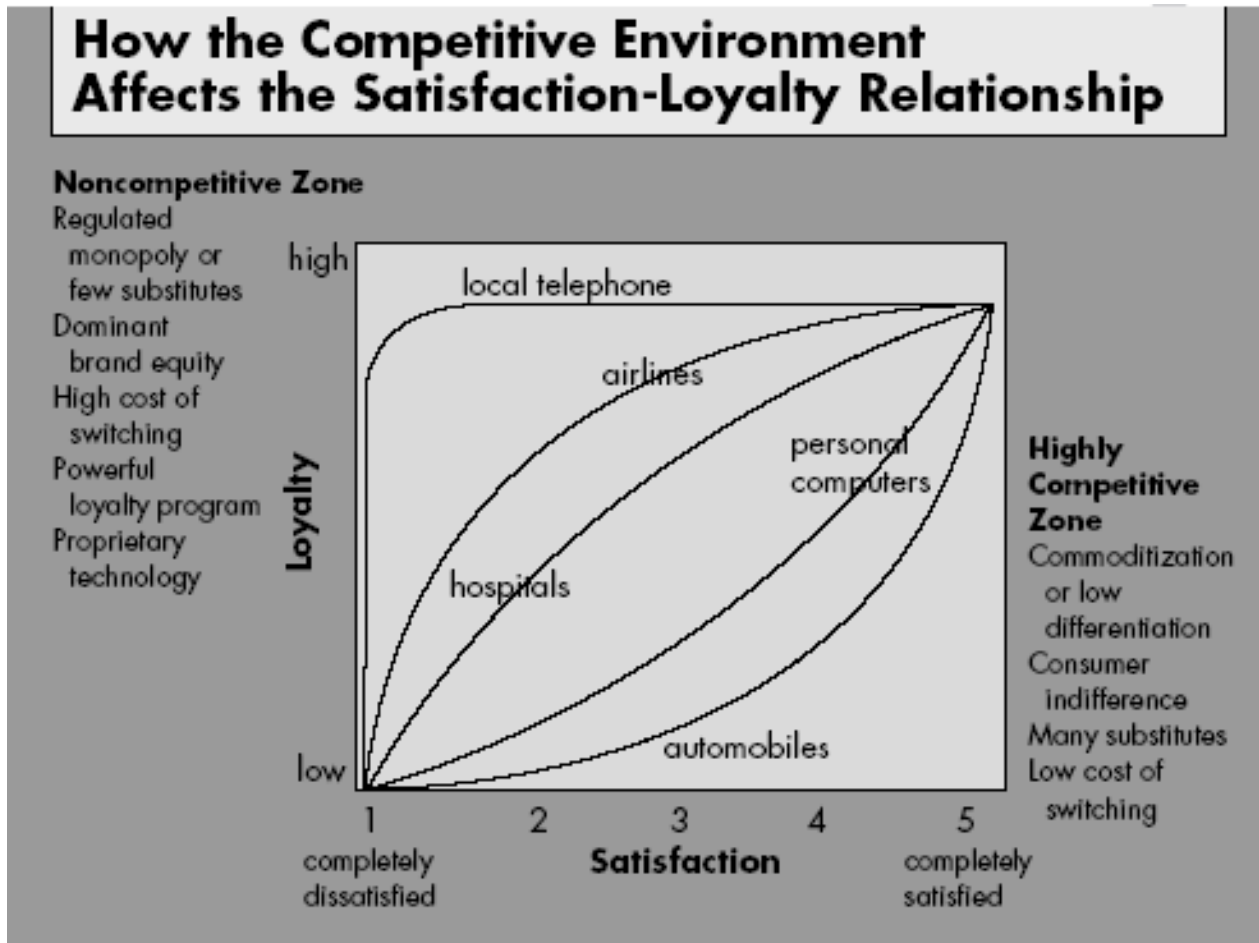 How the Competitive Environment
Affects the Satisfaction-Loyalty Relationship
Noncompetitive Zone
Regulated
monopoly or
few substitutes
Dominant
brand equity
High cost of
switching
Powerful
loyalty program
Proprietary
technology
high
Loyalty
low
local telephone
airlines
hospitals
personal
computers
automobiles
1 2 3 4 5
completely
dissatisfied
Satisfaction
completely
satisfied
Highly
Competitive
Zone
Commoditization
or low
differentiation
Consumer
indifference
Many substitutes
Low cost of
switching